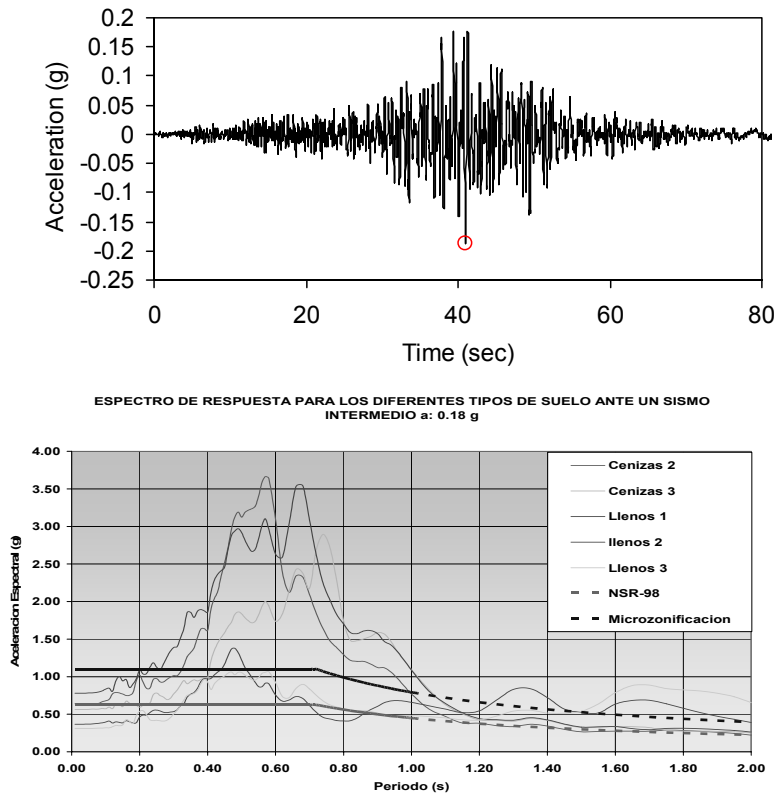 0.2
0.15
0.1
0.05
0
-0.05
-0.1
-0.15
-0.2
-0.25
Acceleration (g)
0 20 40 60 80
Time (sec)
ESPECTRO DE RESPUESTA PARA LOS DIFERENTES TIPOS DE SUELO ANTE UN SISMO
INTERMEDIO a: 0.18 g
4.00
3.50
3.00
2.50
2.00
1.50
1.00
0.50
0.00
Aceleracion Espectral (g)
Cenizas 2
Cenizas 3
Llenos 1
llenos 2
Llenos 3
NSR-98
Microzonificacion
0.00 0.20 0.40 0.60 0.80 1.00 1.20 1.40 1.60 1.80 2.00
Periodo (s)